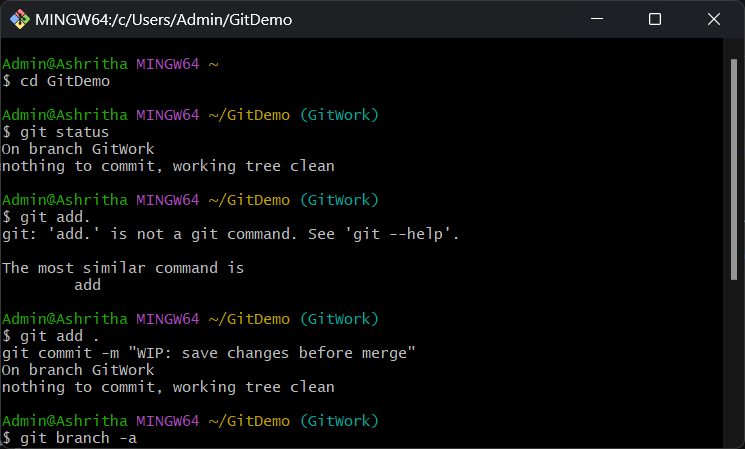 MINGW64:/c/Users/Admin/GitDemo
Admin@Ashritha MINGW64 ~
$ cd GitDemo
Admin@Ashritha MINGW64 ~/GitDemo (GitWork)
$ git status
On branch GitWork
nothing to commit, working tree clean
Admin@Ashritha MINGW64 ~/GitDemo (GitWork)
$ git add.
git: 'add.' is not a git command. See 'git --help'.
The most similar command is
        add
Admin@Ashritha MINGW64 ~/GitDemo (GitWork)
$ git add .
git commit -m "WIP: save changes before merge"
On branch GitWork
nothing to commit, working tree clean
Admin@Ashritha MINGW64 ~/GitDemo (GitWork)
$ git branch -a